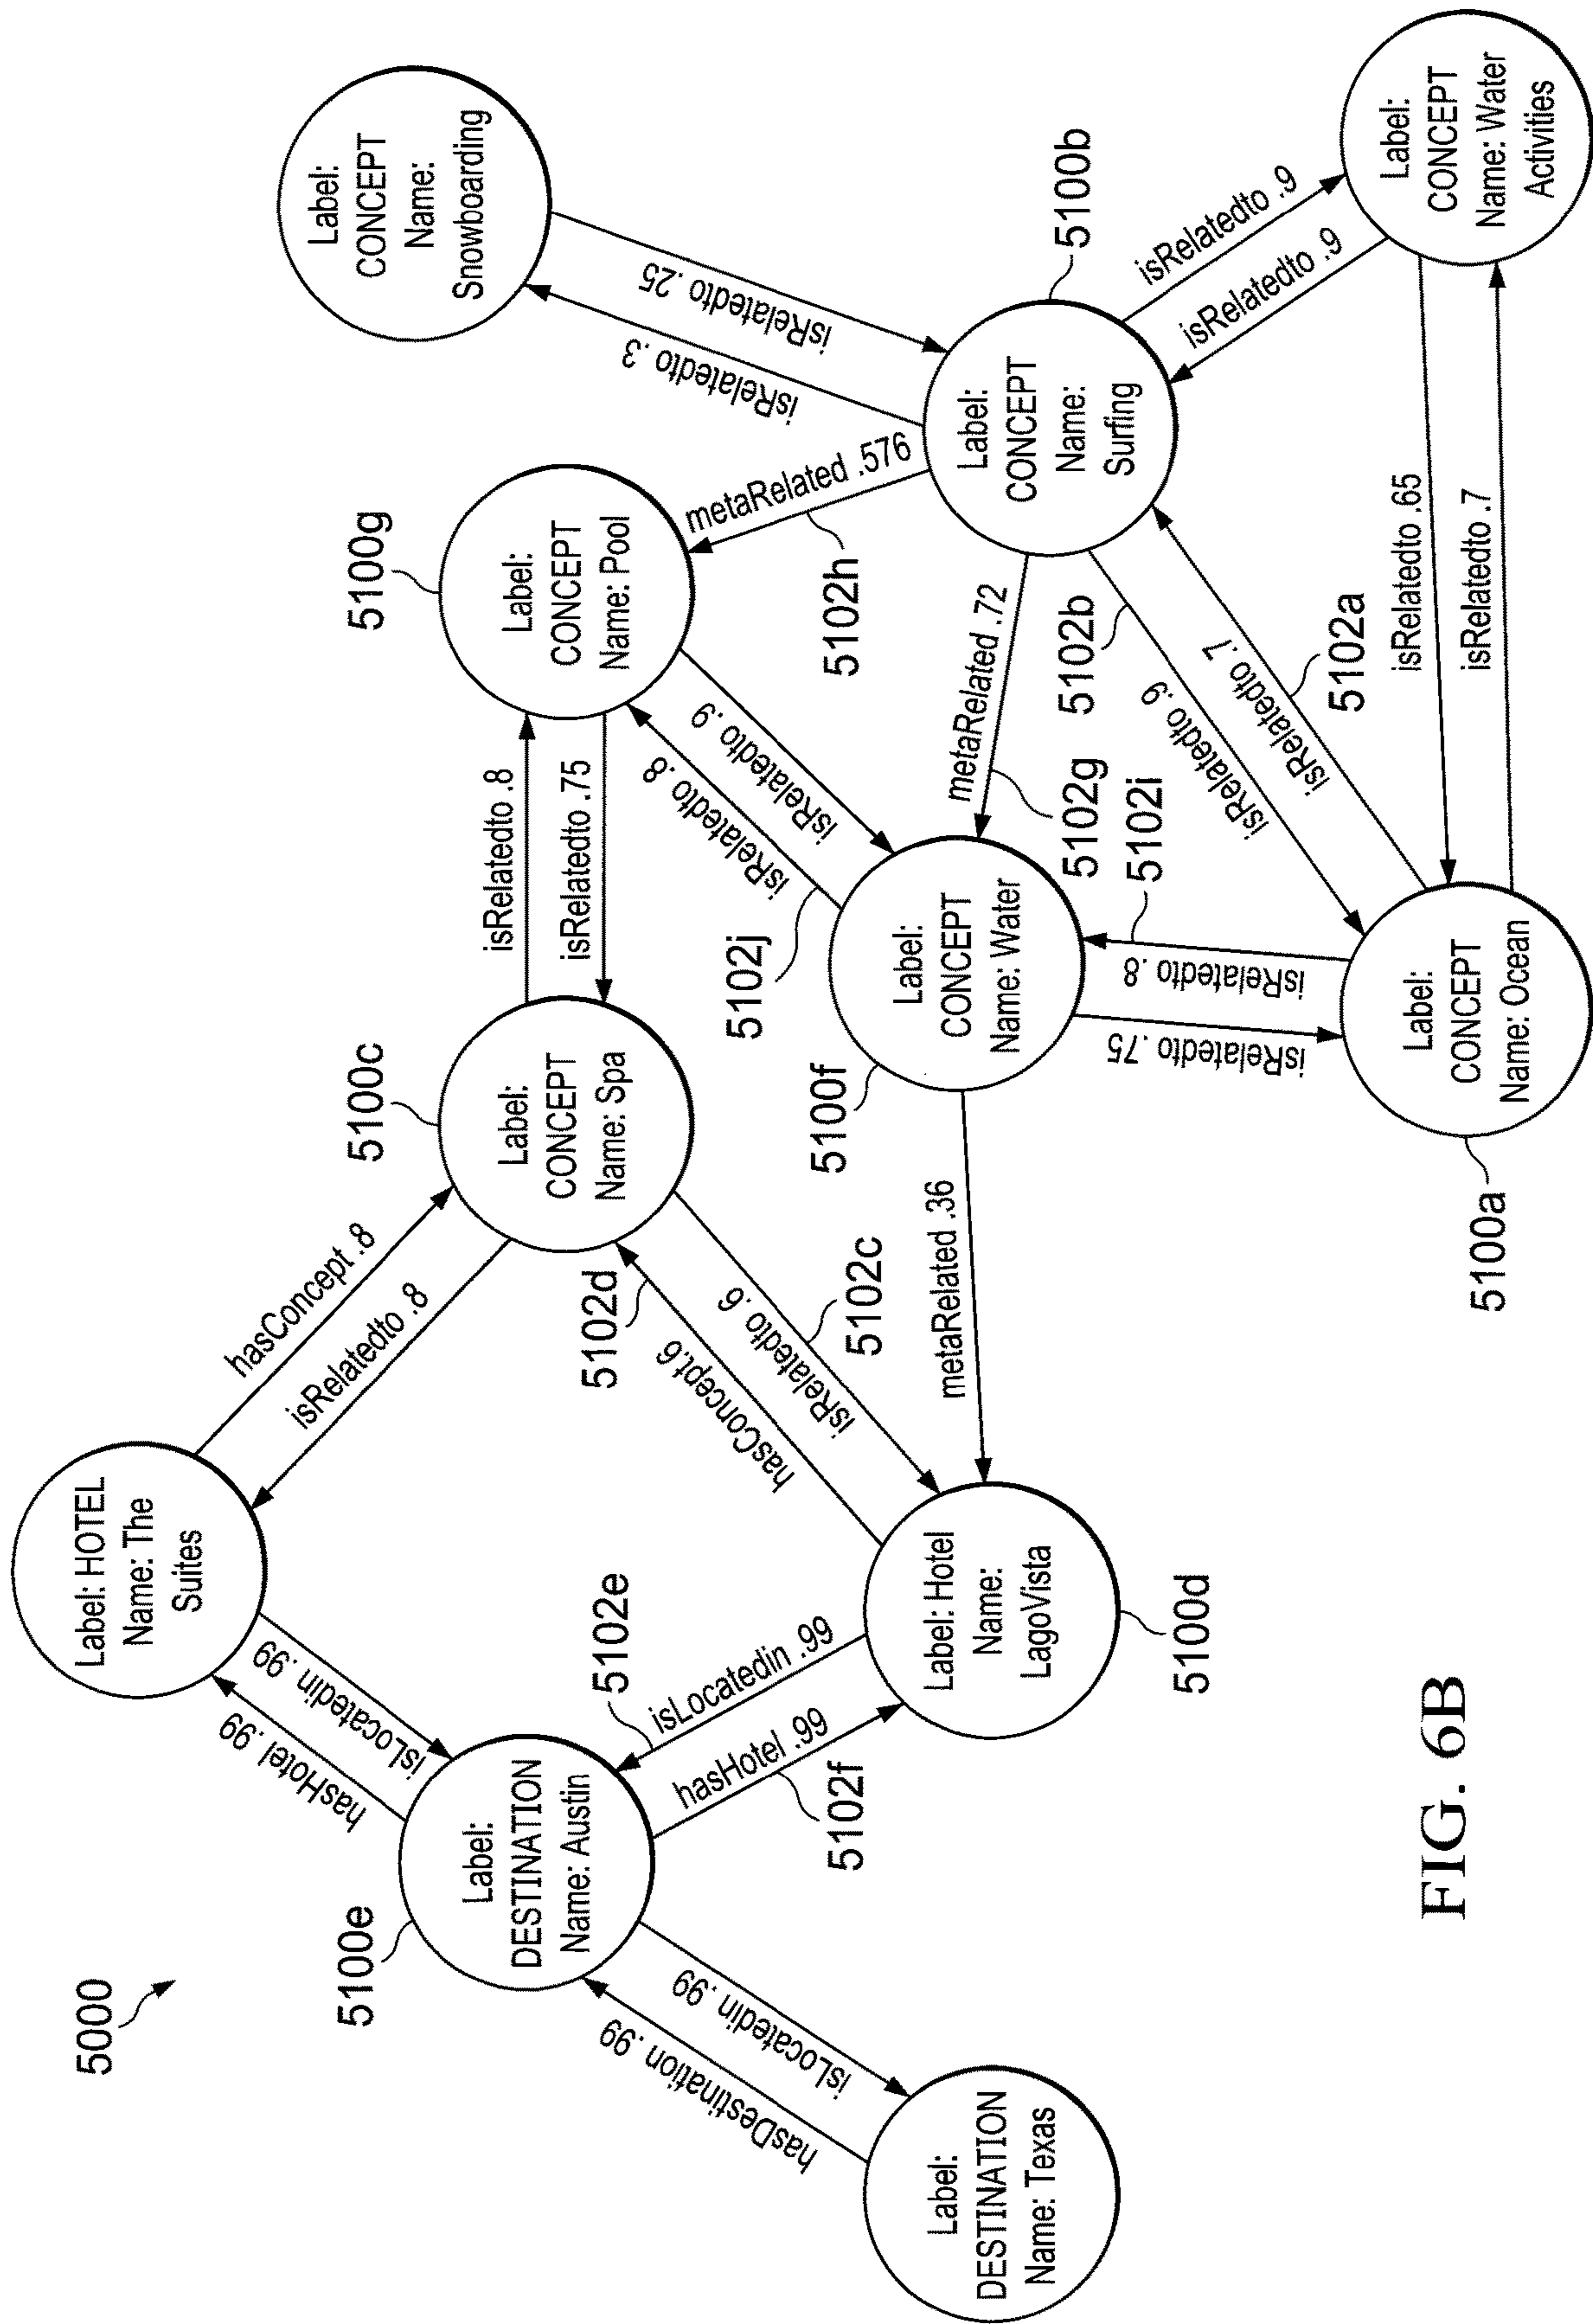 5000
Label: HOTEL
Name: The
Suites
hasConcept .8
isRelatedto .8
hasHotel .99
isLocatedin .99
5100e
Label:
DESTINATION
Name: Austin
hasDestination .99
isLocatedin .99
Label:
DESTINATION
Name: Texas
isLocatedin .99
5102e
hasHotel .99
5102f
Label: Hotel
Name:
LagoVista
5100d
5100c
Label:
CONCEPT
Name: Spa
5102d
hasConcept.6
isRelatedto .6
5102c
isRelatedto .8
isRelatedto .75
5100g
Label:
CONCEPT
Name: Pool
isRelatedto .9
isRelatedto .8
5102j
5100f
Label:
CONCEPT
Name: Water
metaRelated .36
metaRelated .576
5102h
metaRelated .72
5102g
5102i
isRelatedto .8
isRelatedto .75
Label:
CONCEPT
Name:
Snowboarding
isRelatedto .25
isRelatedto .3
Label:
CONCEPT
Name:
Surfing
5100b
isRelatedto .9
isRelatedto .9
Label:
CONCEPT
Name: Water
Activities
5102b
isRelatedto .9
isRelatedto .7
5102a
isRelatedto .65
isRelatedto .7
Label:
CONCEPT
Name: Ocean
5100a
FIG. 6B